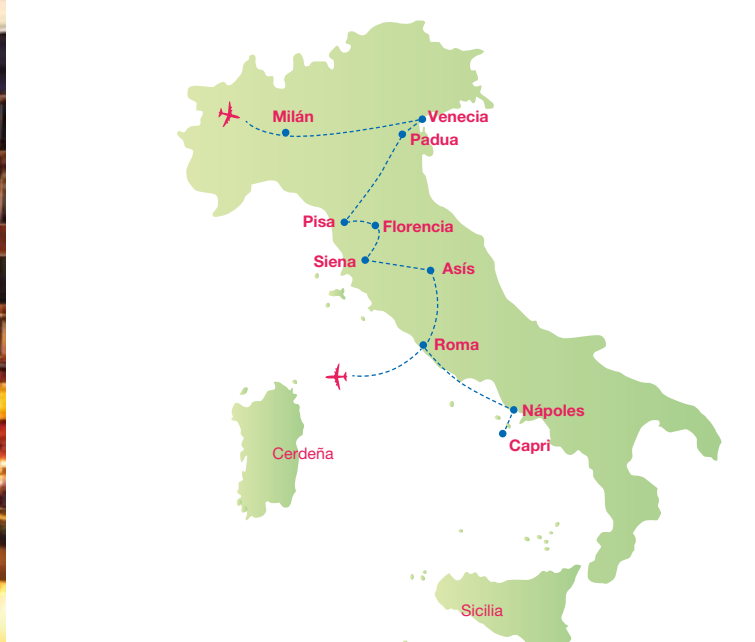 Milán
Venecia
Padua
Pisa
Florencia
Siena
Asís
Roma
Nápoles
Capri
Cerdeña
Sicilia